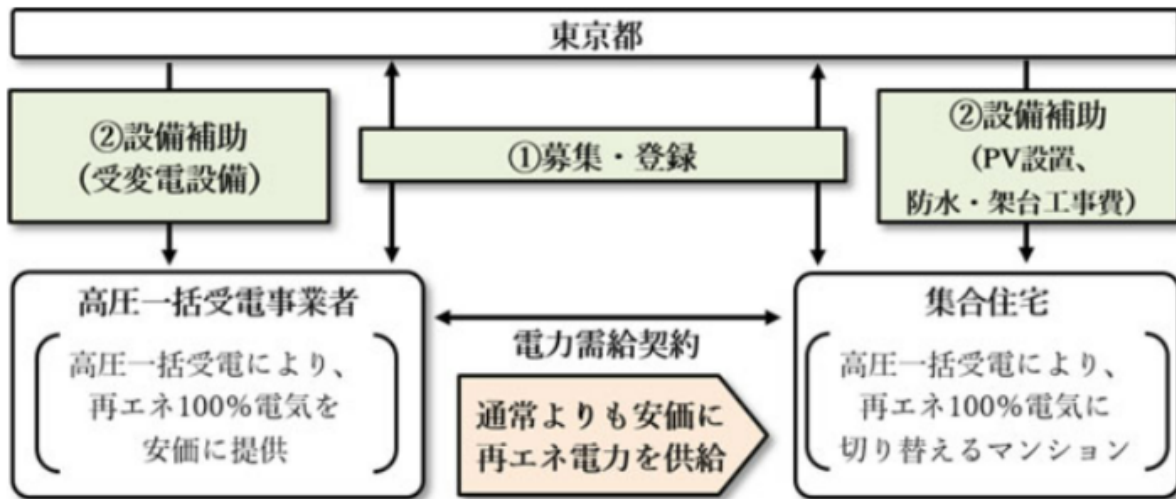 東京都
②設備補助
(受変電設備)
①募集・登録
②設備補助
(PV設置、
防水・架台工事費)
高圧一括受電事業者
高圧一括受電により、
再エネ100%電気を
安価に提供
電力需給契約
通常よりも安価に
再エネ電力を供給
集合住宅
高圧一括受電により、
再エネ100%電気に
切り替えるマンション